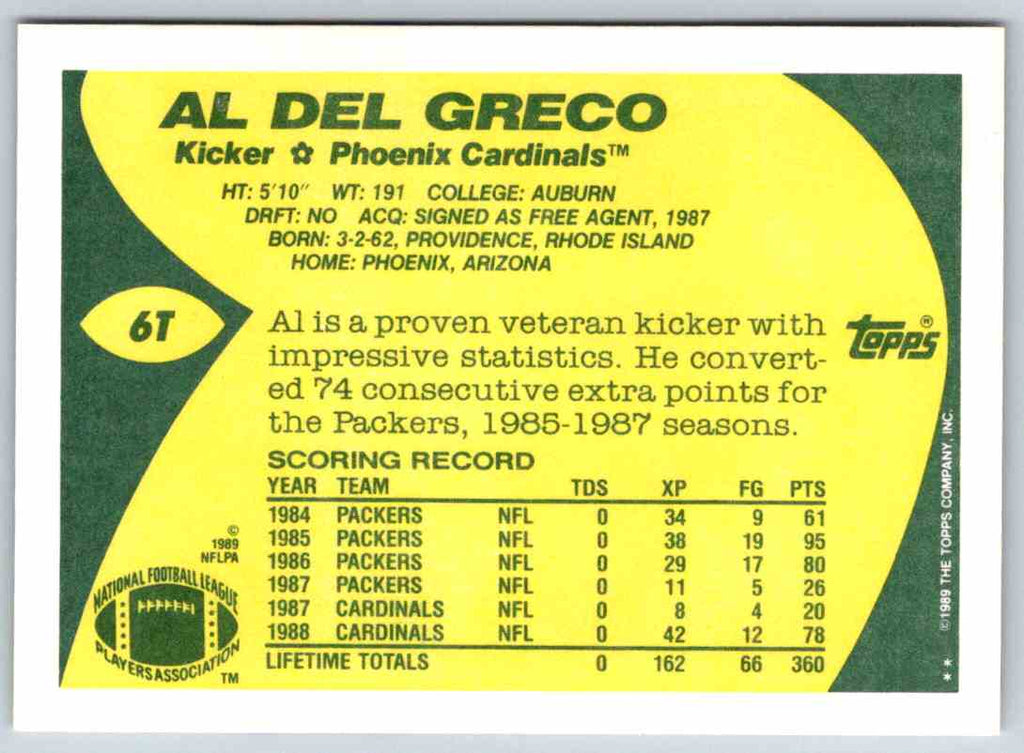 AL DEL GRECO
Kicker ✿ Phoenix Cardinals™
HT: 5'10" WT: 191 COLLEGE: AUBURN
DRFT: NO ACQ: SIGNED AS FREE AGENT, 1987
BORN: 3-2-62, PROVIDENCE, RHODE ISLAND
HOME: PHOENIX, ARIZONA
6T
Al is a proven veteran kicker with
impressive statistics. He convert-
ed 74 consecutive extra points for
the Packers, 1985-1987 seasons.
topps®
SCORING RECORD
YEAR TEAM TDS XP FG PTS
1984 PACKERS NFL 0 34 9 61
1985 PACKERS NFL 0 38 19 95
1986 PACKERS NFL 0 29 17 80
1987 PACKERS NFL 0 11 5 26
1987 CARDINALS NFL 0 8 4 20
1988 CARDINALS NFL 0 42 12 78
LIFETIME TOTALS 0 162 66 360
©
1989
NFLPA
NATIONAL FOOTBALL LEAGUE
PLAYERS ASSOCIATION
TM
©1989 THE TOPPS COMPANY, INC.
**